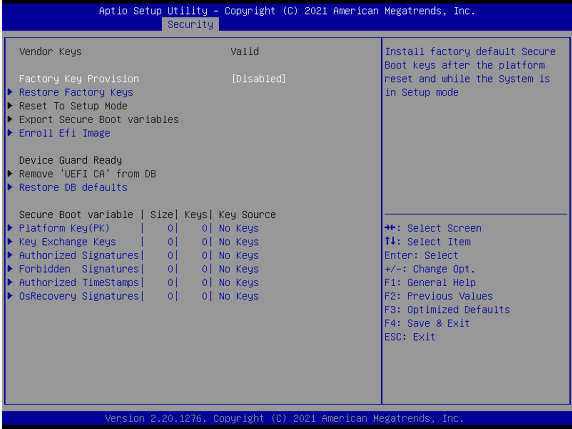 Aptio Setup Utility – Copyright (C) 2021 American Megatrends, Inc.
Security
Vendor Keys Valid
Factory Key Provision [Disabled]
Restore Factory Keys
Reset To Setup Mode
Export Secure Boot variables
Enroll Efi Image
Device Guard Ready
Remove 'UEFI CA' from DB
Restore DB defaults
Secure Boot variable | Size| Keys| Key Source
Platform Key(PK) | 0| 0| No Keys
Key Exchange Keys | 0| 0| No Keys
Authorized Signatures| 0| 0| No Keys
Forbidden Signatures| 0| 0| No Keys
Authorized TimeStamps| 0| 0| No Keys
OsRecovery Signatures| 0| 0| No Keys
Install factory default Secure
Boot keys after the platform
reset and while the System is
in Setup mode
→←: Select Screen
↑↓: Select Item
Enter: Select
+/-: Change Opt.
F1: General Help
F2: Previous Values
F3: Optimized Defaults
F4: Save & Exit
ESC: Exit
Version 2.20.1276. Copyright (C) 2021 American Megatrends, Inc.